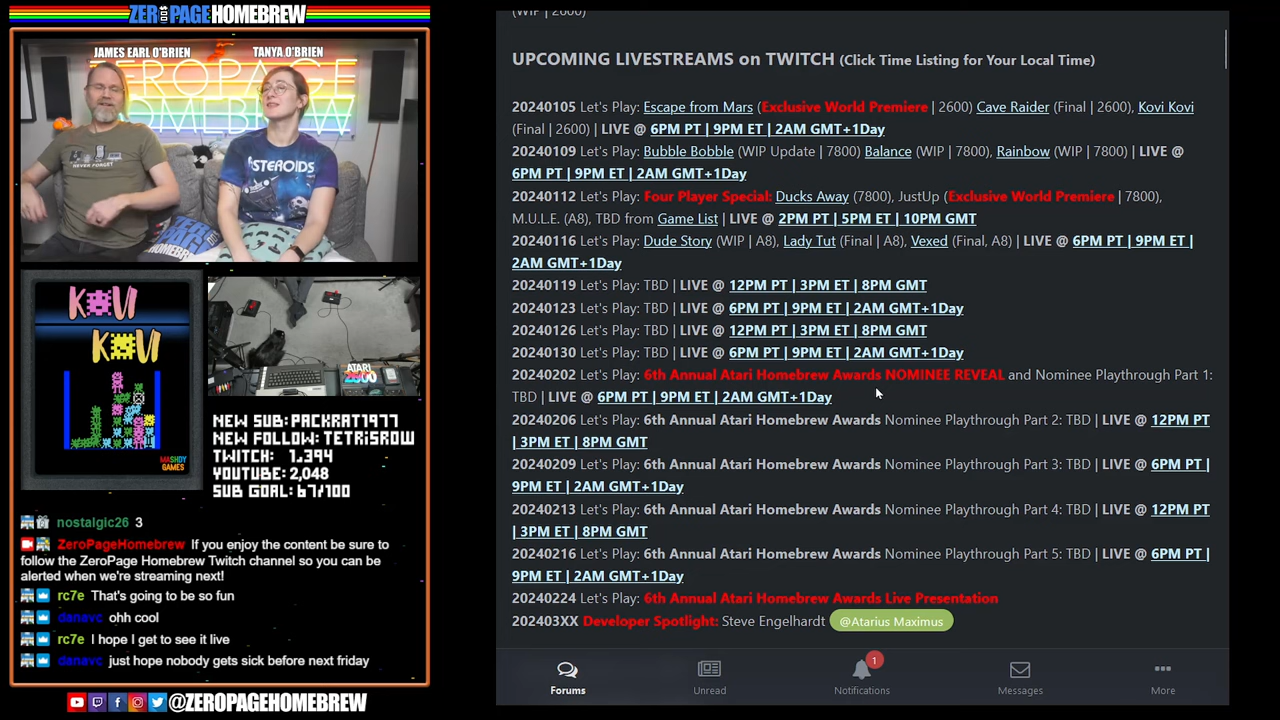 ZEROPAGEHOMEBREW
JAMES EARL O'BRIEN
TANYA O'BRIEN
ZEROPAGE
HOMEBREW
NEVER FORGET
ASTEROIDS
KOVI
KOVI
MASHDY
GAMES
ATARI
2600
NEW SUB: PACKRAT1977
NEW FOLLOW: TETRISROW
TWITCH: 1,394
YOUTUBE: 2,048
SUB GOAL: 67/100
nostalgic26 3
ZeroPageHomebrew If you enjoy the content be sure to
follow the ZeroPage Homebrew Twitch channel so you can be
alerted when we're streaming next!
rc7e That's going to be so fun
danavc ohh cool
rc7e I hope I get to see it live
danavc just hope nobody gets sick before next friday
@ZEROPAGEHOMEBREW
(WIP | 2600)
UPCOMING LIVESTREAMS on TWITCH (Click Time Listing for Your Local Time)
20240105 Let's Play: Escape from Mars (Exclusive World Premiere | 2600) Cave Raider (Final | 2600), Kovi Kovi
(Final | 2600) | LIVE @ 6PM PT | 9PM ET | 2AM GMT+1Day
20240109 Let's Play: Bubble Bobble (WIP Update | 7800) Balance (WIP | 7800), Rainbow (WIP | 7800) | LIVE @
6PM PT | 9PM ET | 2AM GMT+1Day
20240112 Let's Play: Four Player Special: Ducks Away (7800), JustUp (Exclusive World Premiere | 7800),
M.U.L.E. (A8), TBD from Game List | LIVE @ 2PM PT | 5PM ET | 10PM GMT
20240116 Let's Play: Dude Story (WIP | A8), Lady Tut (Final | A8), Vexed (Final, A8) | LIVE @ 6PM PT | 9PM ET |
2AM GMT+1Day
20240119 Let's Play: TBD | LIVE @ 12PM PT | 3PM ET | 8PM GMT
20240123 Let's Play: TBD | LIVE @ 6PM PT | 9PM ET | 2AM GMT+1Day
20240126 Let's Play: TBD | LIVE @ 12PM PT | 3PM ET | 8PM GMT
20240130 Let's Play: TBD | LIVE @ 6PM PT | 9PM ET | 2AM GMT+1Day
20240202 Let's Play: 6th Annual Atari Homebrew Awards NOMINEE REVEAL and Nominee Playthrough Part 1:
TBD | LIVE @ 6PM PT | 9PM ET | 2AM GMT+1Day
20240206 Let's Play: 6th Annual Atari Homebrew Awards Nominee Playthrough Part 2: TBD | LIVE @ 12PM PT
| 3PM ET | 8PM GMT
20240209 Let's Play: 6th Annual Atari Homebrew Awards Nominee Playthrough Part 3: TBD | LIVE @ 6PM PT |
9PM ET | 2AM GMT+1Day
20240213 Let's Play: 6th Annual Atari Homebrew Awards Nominee Playthrough Part 4: TBD | LIVE @ 12PM PT
| 3PM ET | 8PM GMT
20240216 Let's Play: 6th Annual Atari Homebrew Awards Nominee Playthrough Part 5: TBD | LIVE @ 6PM PT |
9PM ET | 2AM GMT+1Day
20240224 Let's Play: 6th Annual Atari Homebrew Awards Live Presentation
202403XX Developer Spotlight: Steve Engelhardt @Atarius Maximus
1
Forums
Unread
Notifications
Messages
More